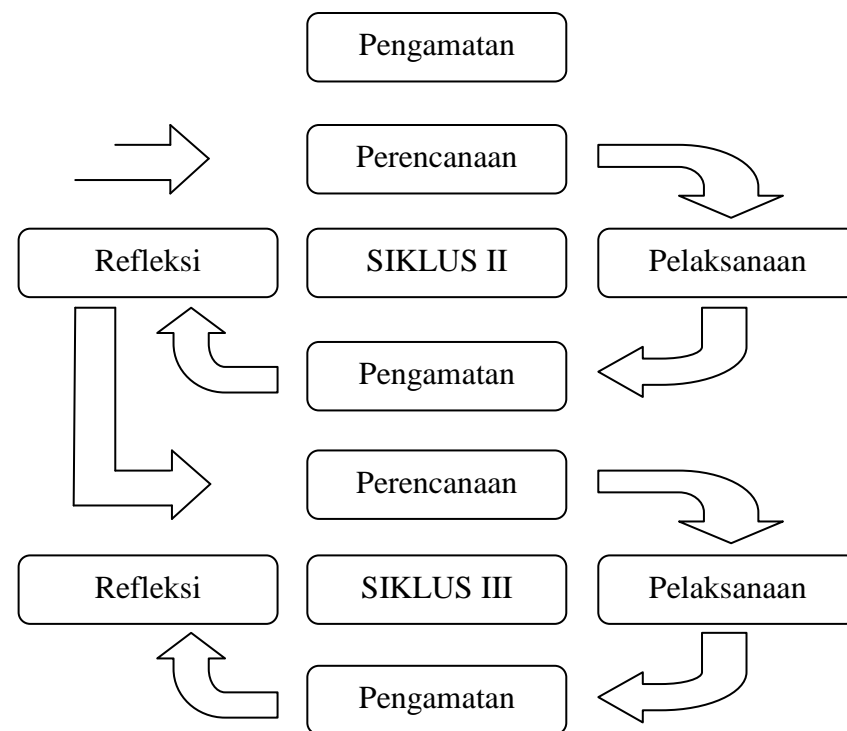 Pengamatan
Perencanaan
Refleksi
SIKLUS II
Pelaksanaan
Pengamatan
Perencanaan
Refleksi
SIKLUS III
Pelaksanaan
Pengamatan